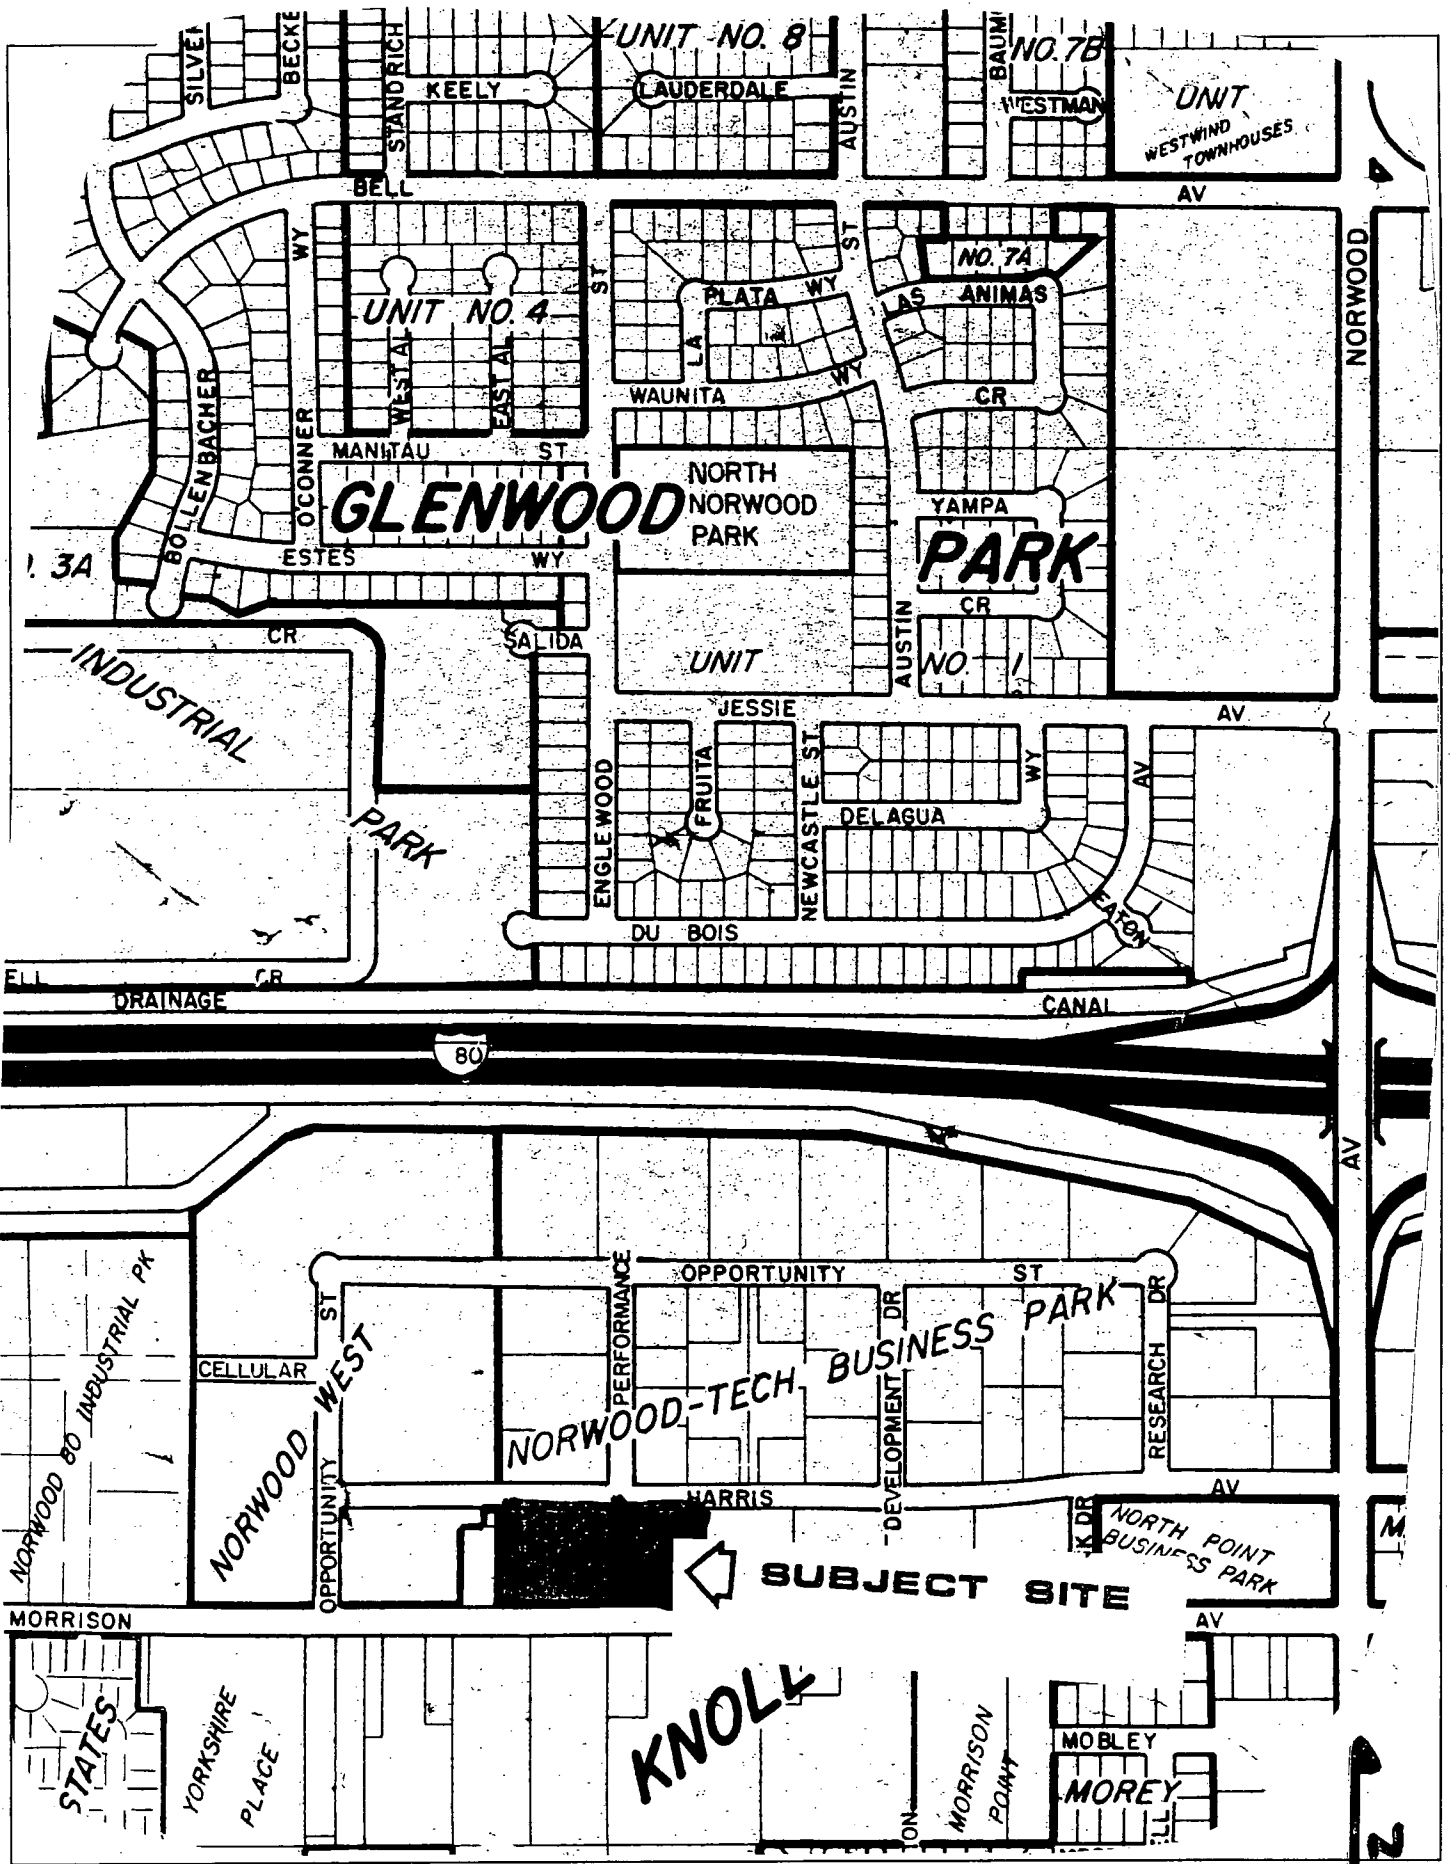 SILVER
BECKE
STANDRICH
KEELY
UNIT NO. 8
LAUDERDALE
AUSTIN
BAUM
NO. 7B
WESTMAN
UNIT
WESTWIND
TOWNHOUSES
BELL
AV
NORWOOD
WY
ST
ST
NO. 7A
PLATA WY
LAS ANIMAS
UNIT NO. 4
LA
WEST AL
EAST AL
WAUNITA
WY
CR
BOLLENBACHER
O'CONNER
MANITAU
ST
GLENWOOD
NORTH
NORWOOD
PARK
YAMPA
PARK
3A
ESTES
WY
CR
AUSTIN
CR
SALIDA
INDUSTRIAL
UNIT
NO. 1
JESSIE
AV
ENGLEWOOD
FRUITA
NEWCASTLE ST
WY
AV
PARK
DELAGUA
EATON
DU BOIS
ELL
CR
DRAINAGE
CANAL
80
AV
NORWOOD 80 INDUSTRIAL PK
PERFORMANCE
OPPORTUNITY
ST
ST
DR
DR
CELLULAR
NORWOOD WEST
NORWOOD-TECH BUSINESS PARK
DEVELOPMENT
RESEARCH
OPPORTUNITY
HARRIS
AV
K DR
NORTH POINT
BUSINESS PARK
M
SUBJECT SITE
MORRISON
AV
STATES
YORKSHIRE
PLACE
KNOLL
ON
MORRISON
POINT
MOBLEY
MOREY
LL
N